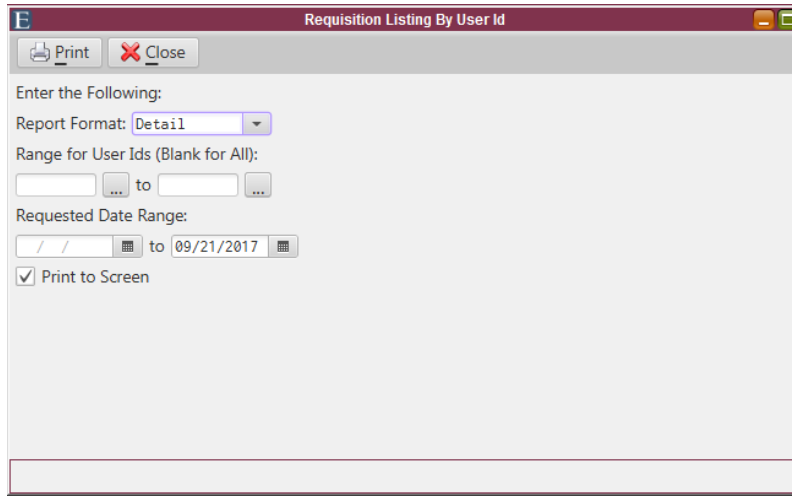 E Requisition Listing By User Id
Print Close
Enter the Following:
Report Format: Detail
Range for User Ids (Blank for All):
... to ...
Requested Date Range:
/ / to 09/21/2017
Print to Screen